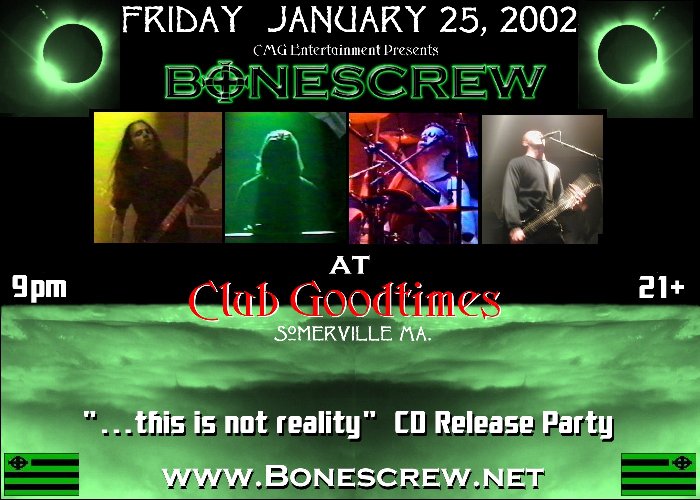 FRIDAY JANUARY 25, 2002
CMG Entertainment Presents
BONESCREW
AT
9pm
21+
Club Goodtimes
SOMERVILLE MA.
"...this is not reality" CD Release Party
www.Bonescrew.net